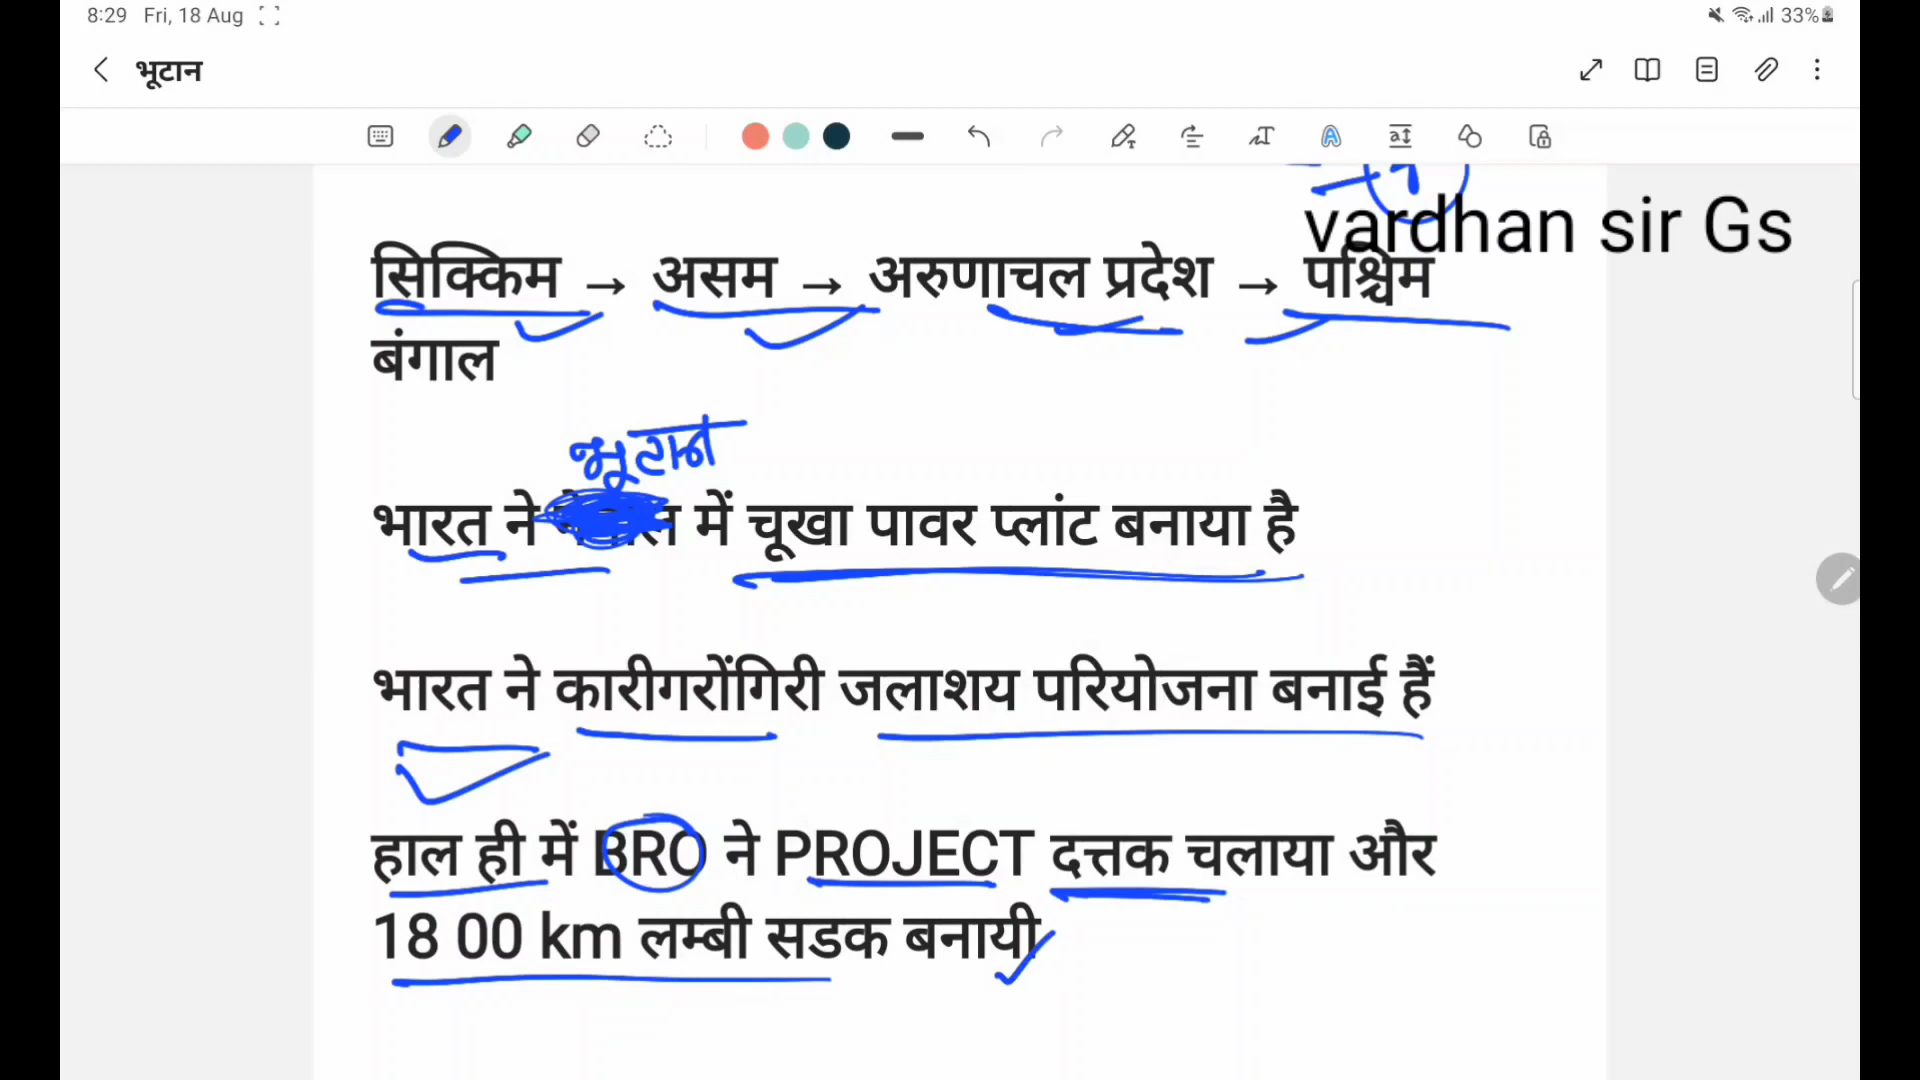 8:29 Fri, 18 Aug
33%
भूटान
vardhan sir Gs
सिक्किम → असम → अरुणाचल प्रदेश → पश्चिम
बंगाल
भूटान
भारत ने में चूखा पावर प्लांट बनाया है
भारत ने कारीगरोंगिरी जलाशय परियोजना बनाई हैं
हाल ही में BRO ने PROJECT दत्तक चलाया और
18 00 km लम्बी सडक बनायी